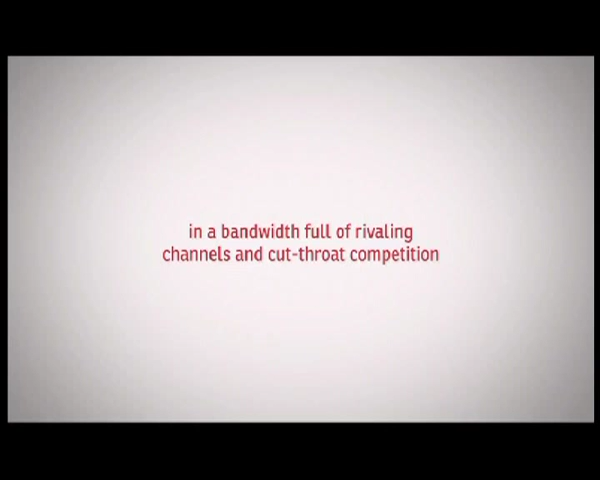 in a bandwidth full of rivaling
channels and cut-throat competition